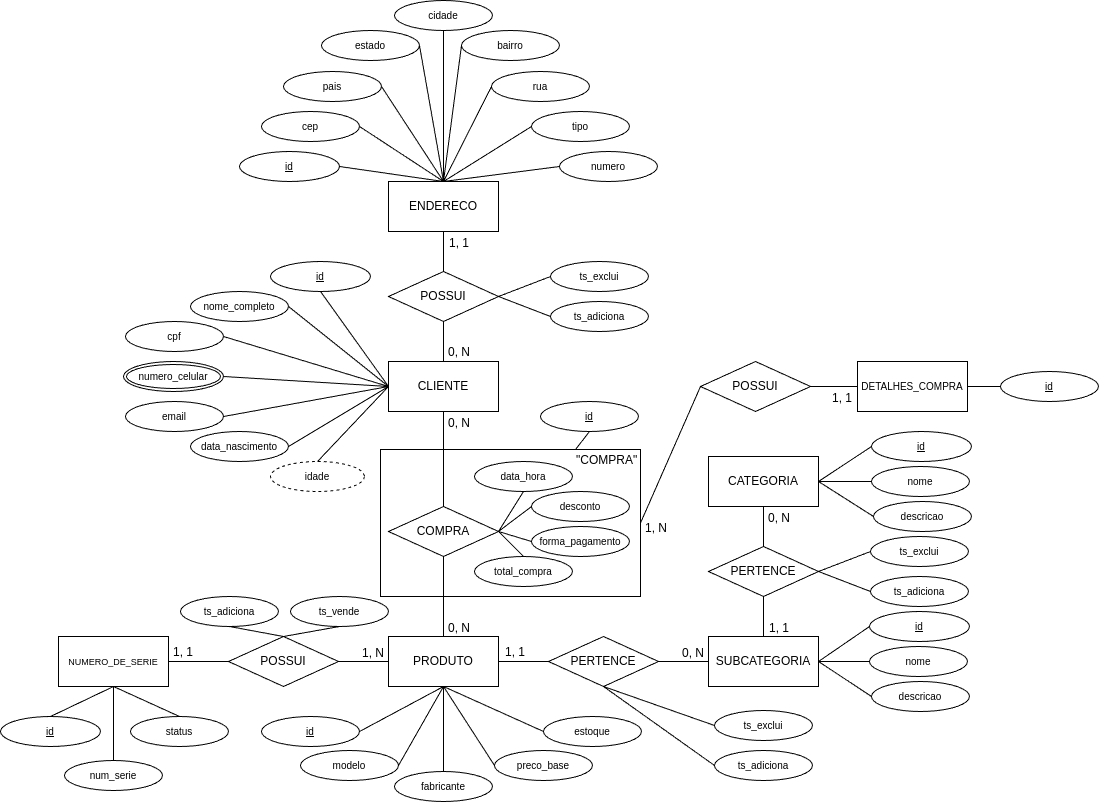 cidade
estado
bairro
pais
rua
cep
tipo
id
numero
ENDERECO
1, 1
id
ts_exclui
POSSUI
nome_completo
ts_adiciona
cpf
0, N
numero_celular
CLIENTE
POSSUI
DETALHES_COMPRA
id
1, 1
email
0, N
id
data_nascimento
idade
"COMPRA"
data_hora
desconto
COMPRA
forma_pagamento
total_compra
1, N
id
CATEGORIA
nome
0, N
descricao
ts_exclui
PERTENCE
ts_adiciona
ts_adiciona
ts_vende
0, N
1, 1
id
NUMERO_DE_SERIE
1, 1
POSSUI
1, N
PRODUTO
1, 1
PERTENCE
0, N
SUBCATEGORIA
nome
descricao
id
status
id
estoque
ts_exclui
num_serie
modelo
fabricante
preco_base
ts_adiciona